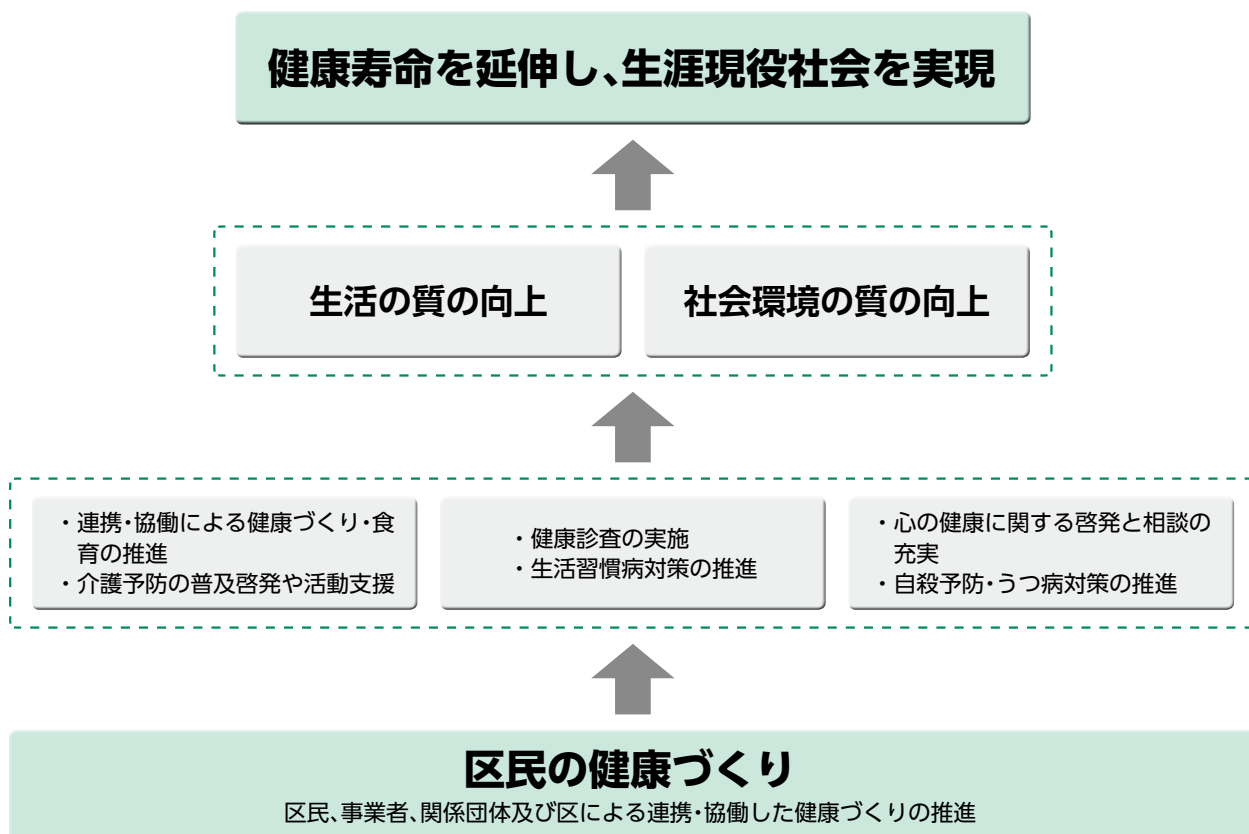 健康寿命を延伸し、生涯現役社会を実現
生活の質の向上
社会環境の質の向上
・連携・協働による健康づくり・食
育の推進
・介護予防の普及啓発や活動支援
・健康診査の実施
・生活習慣病対策の推進
・心の健康に関する啓発と相談の
充実
・自殺予防・うつ病対策の推進
区民の健康づくり
区民、事業者、関係団体及び区による連携・協働した健康づくりの推進